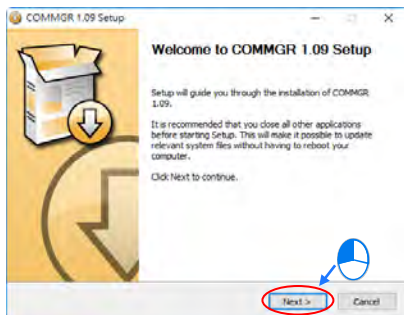 COMMGR 1.09 Setup
Welcome to COMMGR 1.09 Setup
Setup will guide you through the installation of COMMGR
1.09.
It is recommended that you close all other applications
before starting Setup. This will make it possible to update
relevant system files without having to reboot your
computer.
Click Next to continue.
Next >
Cancel